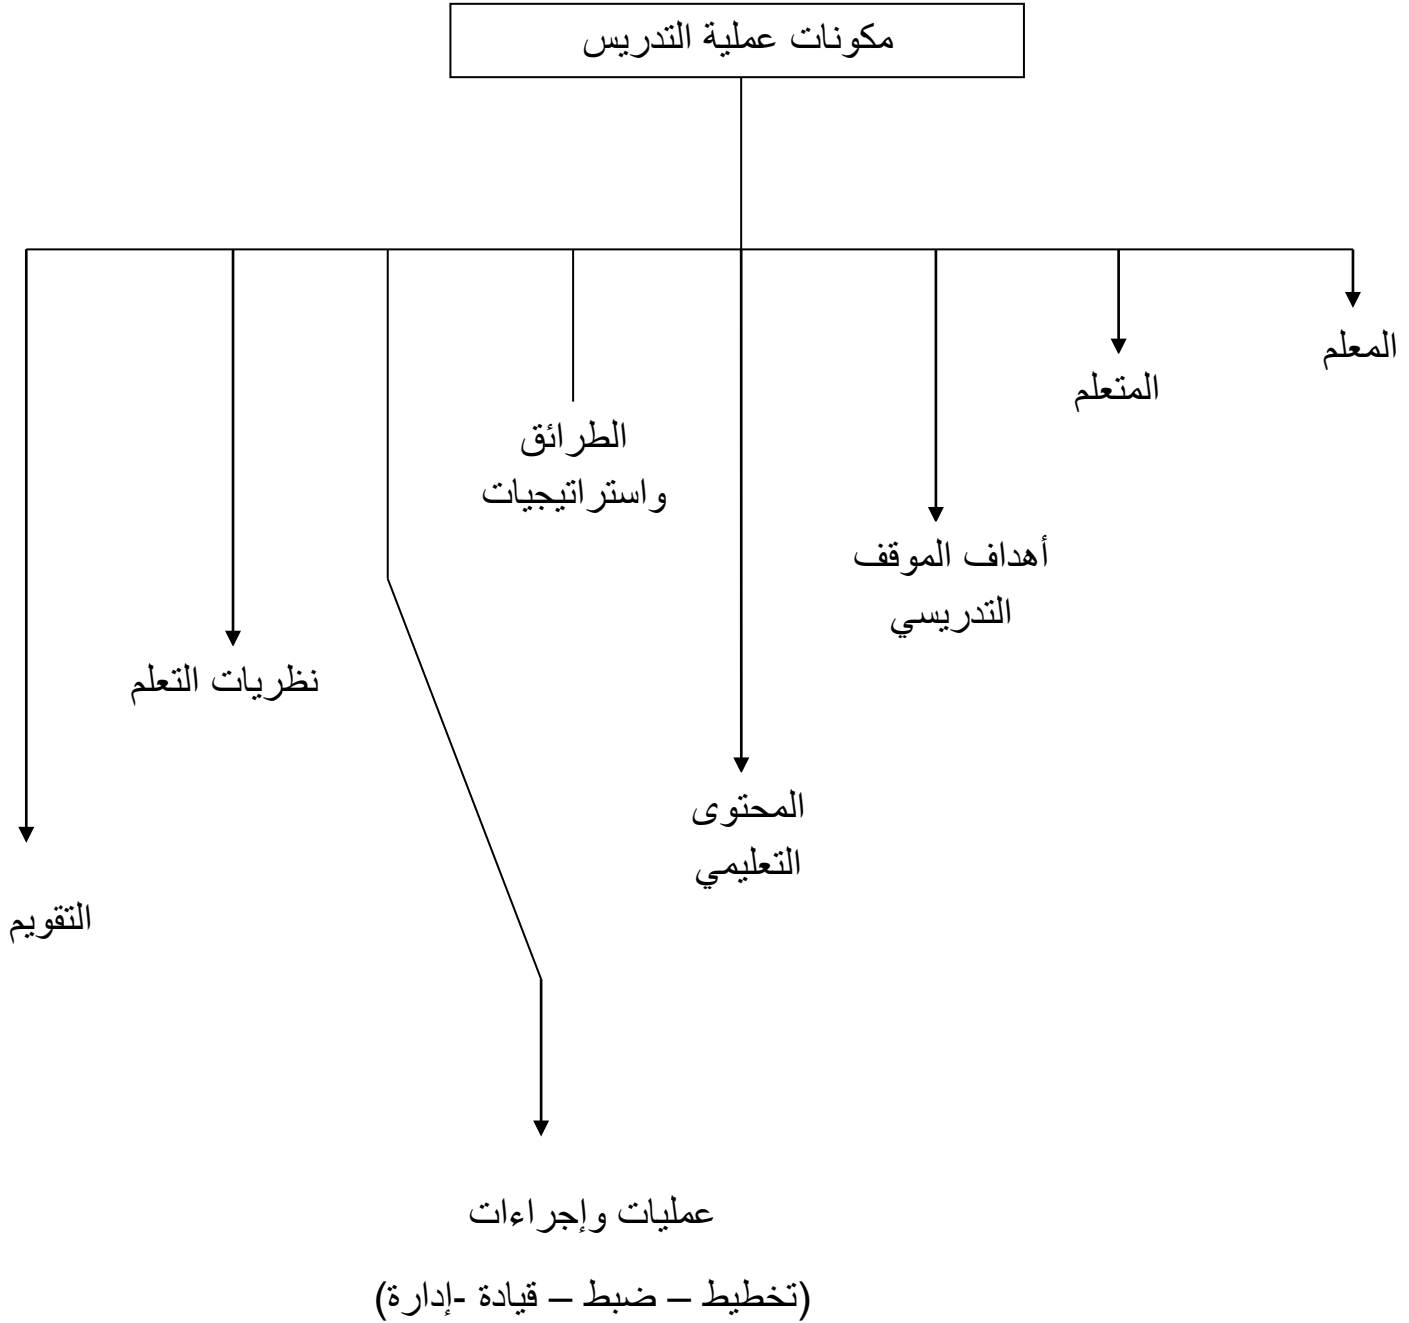 مكونات عملية التدريس
المعلم
المتعلم
أهداف الموقف
التدريسي
المحتوى
التعليمي
الطرائق
واستراتيجيات
عمليات وإجراءات
(تخطيط – ضبط – قيادة -إدارة)
نظريات التعلم
التقويم